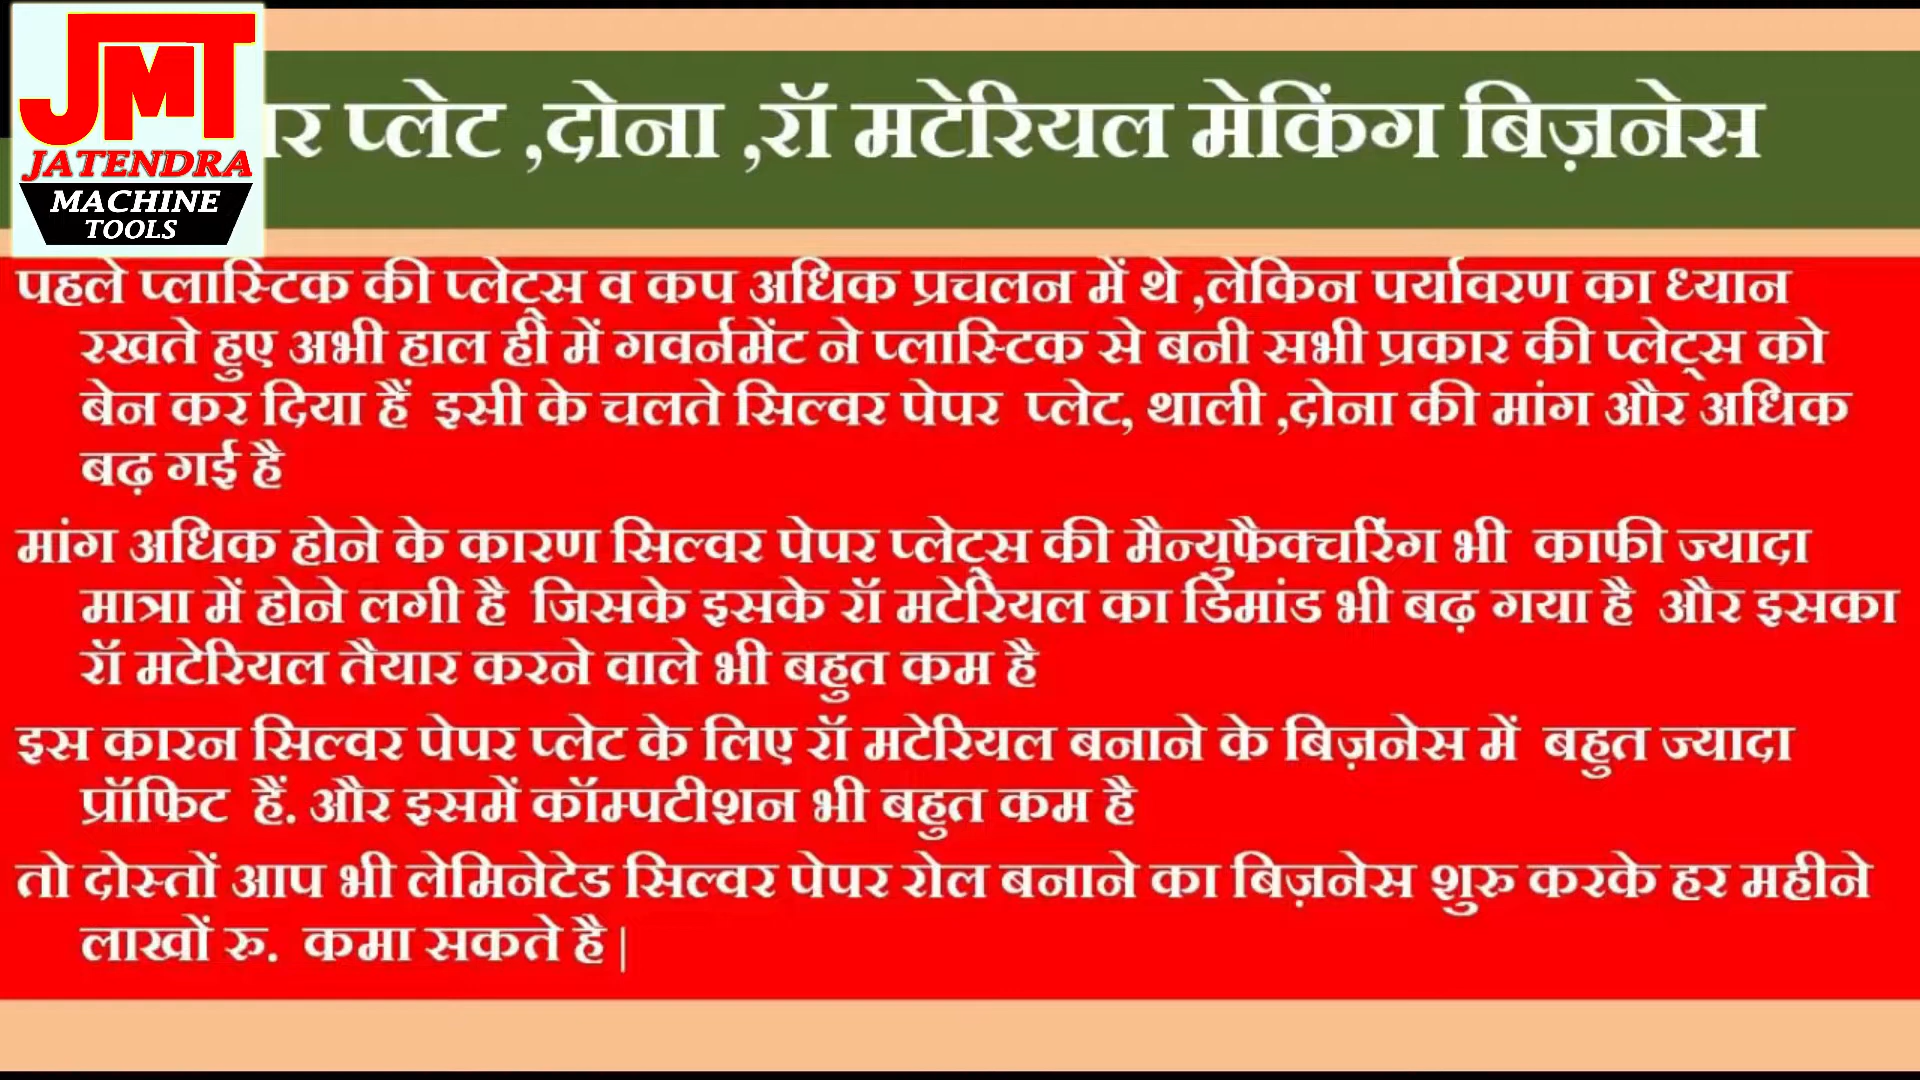 JMT
JATENDRA
MACHINE
TOOLS
प्लेट ,दोना ,रॉ मटेरियल मेकिंग बिज़नेस
पहले प्लास्टिक की प्लेट्स व कप अधिक प्रचलन में थे ,लेकिन पर्यावरण का ध्यान
रखते हुए अभी हाल ही में गवर्नमेंट ने प्लास्टिक से बनी सभी प्रकार की प्लेट्स को
बेन कर दिया हैं इसी के चलते सिल्वर पेपर प्लेट, थाली ,दोना की मांग और अधिक
बढ़ गई है
मांग अधिक होने के कारण सिल्वर पेपर प्लेट्स की मैन्युफैक्चरिंग भी काफी ज्यादा
मात्रा में होने लगी है जिसके इसके रॉ मटेरियल का डिमांड भी बढ़ गया है और इसका
रॉ मटेरियल तैयार करने वाले भी बहुत कम है
इस कारन सिल्वर पेपर प्लेट के लिए रॉ मटेरियल बनाने के बिज़नेस में बहुत ज्यादा
प्रॉफिट हैं. और इसमें कॉम्पटीशन भी बहुत कम है
तो दोस्तों आप भी लेमिनेटेड सिल्वर पेपर रोल बनाने का बिज़नेस शुरु करके हर महीने
लाखों रु. कमा सकते है |